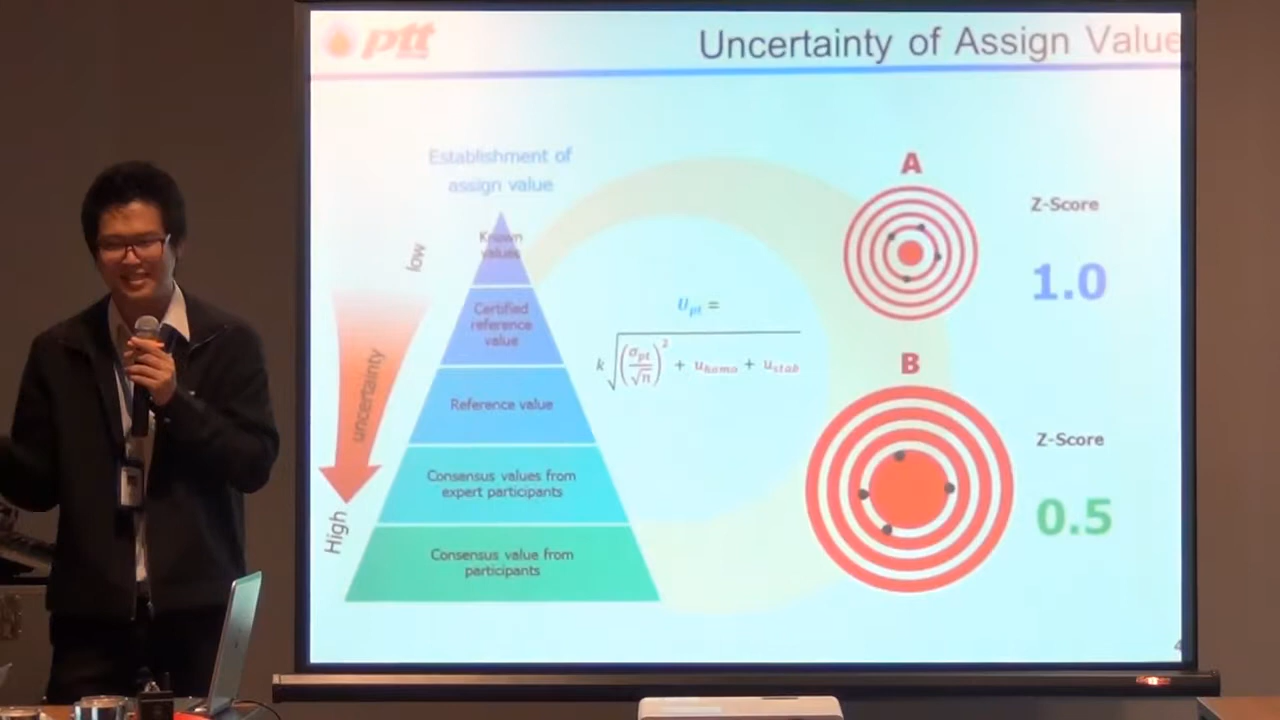 ptt
Uncertainty of Assign Value
Establishment of
assign value
low
uncertainty
High
Known
values
Certified
reference
value
Reference value
Consensus values from
expert participants
Consensus value from
participants
U_pt =
k√((σ_pt/√n)² + u_homo + u_stab)
A
Z-Score
1.0
B
Z-Score
0.5